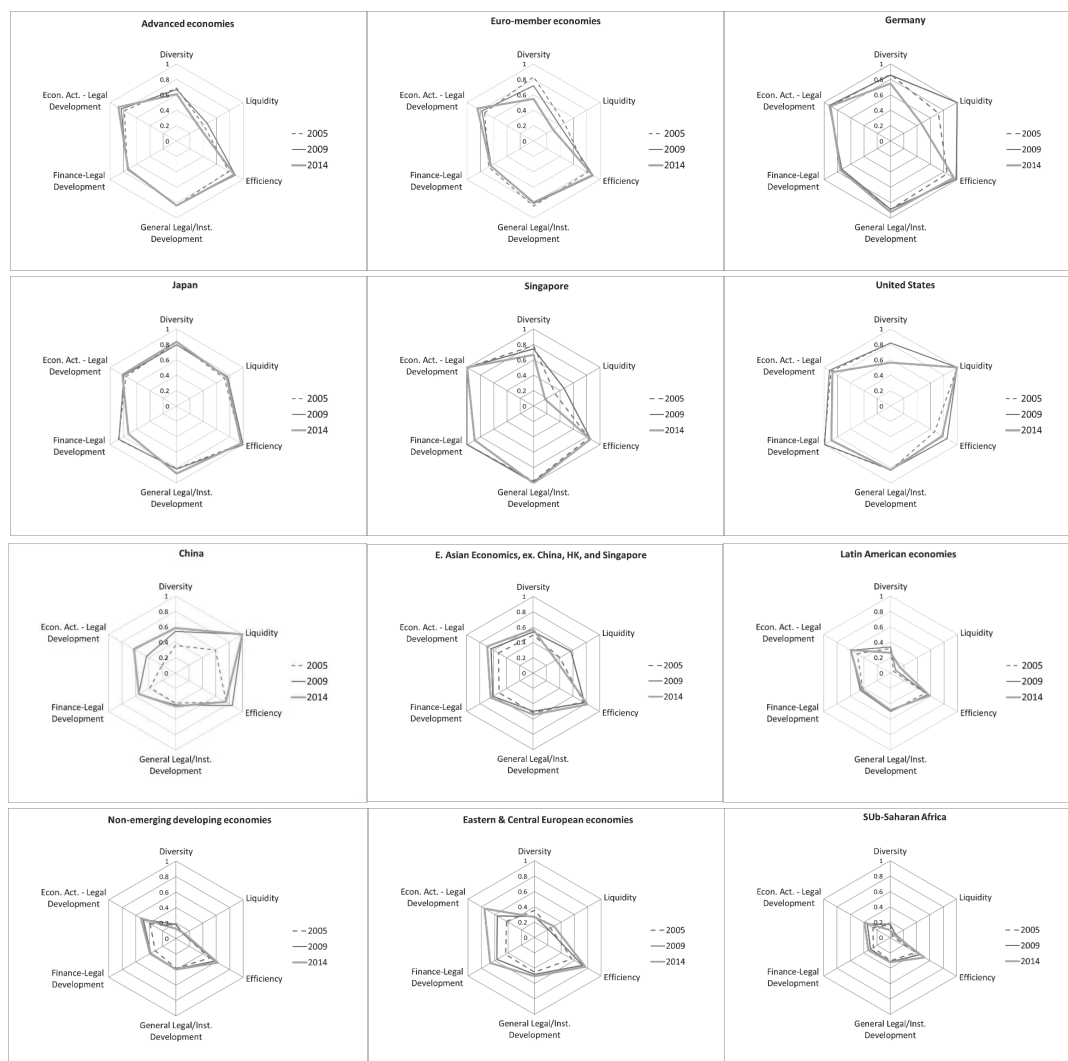 Advanced economies
Diversity
1
0.8
0.6
0.4
0.2
0
Econ. Act. - Legal
Development
Liquidity
Finance-Legal
Development
Efficiency
General Legal/Inst.
Development
2005
2009
2014
Euro-member economies
Diversity
1
0.8
0.6
0.4
0.2
0
Econ. Act. - Legal
Development
Liquidity
Finance-Legal
Development
Efficiency
General Legal/Inst.
Development
2005
2009
2014
Germany
Diversity
1
0.8
0.6
0.4
0.2
0
Econ. Act. - Legal
Development
Liquidity
Finance-Legal
Development
Efficiency
General Legal/Inst.
Development
2005
2009
2014
Japan
Diversity
1
0.8
0.6
0.4
0.2
0
Econ. Act. - Legal
Development
Liquidity
Finance-Legal
Development
Efficiency
General Legal/Inst.
Development
2005
2009
2014
Singapore
Diversity
1
0.8
0.6
0.4
0.2
0
Econ. Act. - Legal
Development
Liquidity
Finance-Legal
Development
Efficiency
General Legal/Inst.
Development
2005
2009
2014
United States
Diversity
1
0.8
0.6
0.4
0.2
0
Econ. Act. - Legal
Development
Liquidity
Finance-Legal
Development
Efficiency
General Legal/Inst.
Development
2005
2009
2014
China
Diversity
1
0.8
0.6
0.4
0.2
0
Econ. Act. - Legal
Development
Liquidity
Finance-Legal
Development
Efficiency
General Legal/Inst.
Development
2005
2009
2014
E. Asian Economics, ex. China, HK, and Singapore
Diversity
1
0.8
0.6
0.4
0.2
0
Econ. Act. - Legal
Development
Liquidity
Finance-Legal
Development
Efficiency
General Legal/Inst.
Development
2005
2009
2014
Latin American economies
Diversity
1
0.8
0.6
0.4
0.2
0
Econ. Act. - Legal
Development
Liquidity
Finance-Legal
Development
Efficiency
General Legal/Inst.
Development
2005
2009
2014
Non-emerging developing economies
Diversity
1
0.8
0.6
0.4
0.2
0
Econ. Act. - Legal
Development
Liquidity
Finance-Legal
Development
Efficiency
General Legal/Inst.
Development
2005
2009
2014
Eastern & Central European economies
Diversity
1
0.8
0.6
0.4
0.2
0
Econ. Act. - Legal
Development
Liquidity
Finance-Legal
Development
Efficiency
General Legal/Inst.
Development
2005
2009
2014
SUb-Saharan Africa
Diversity
1
0.8
0.6
0.4
0.2
0
Econ. Act. - Legal
Development
Liquidity
Finance-Legal
Development
Efficiency
General Legal/Inst.
Development
2005
2009
2014